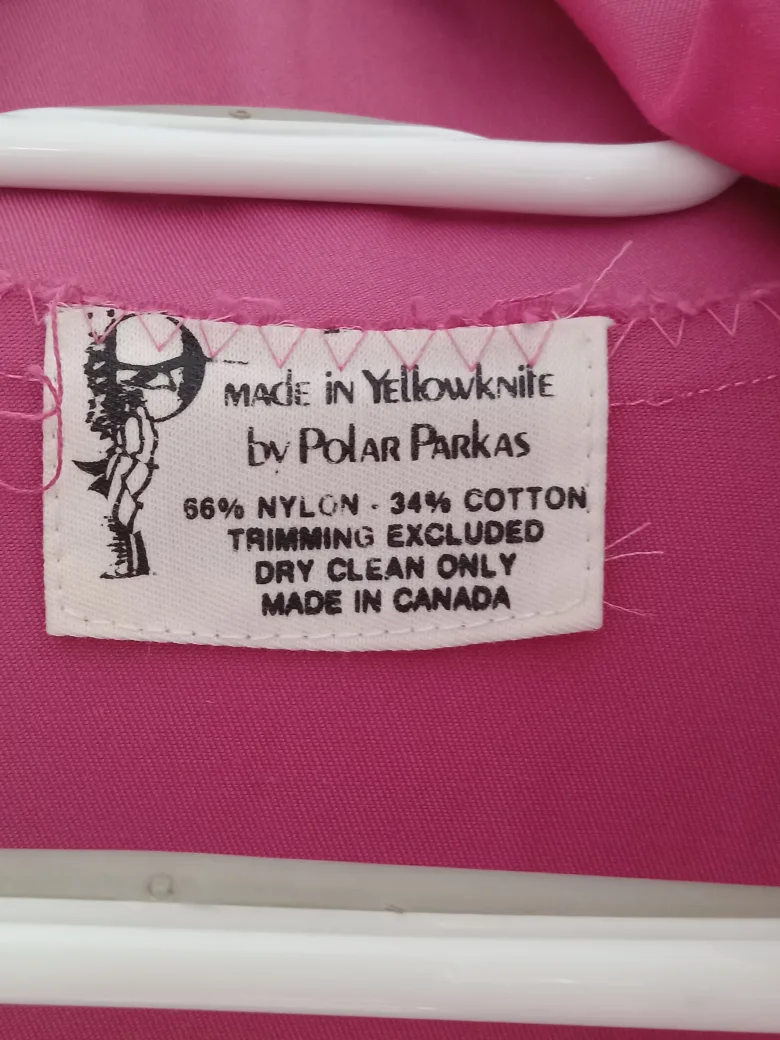 MAdE iN YEllOWkNifE
by PolAR PARKAS
66% NYLON - 34% COTTON
TRIMMING EXCLUDED
DRY CLEAN ONLY
MADE IN CANADA